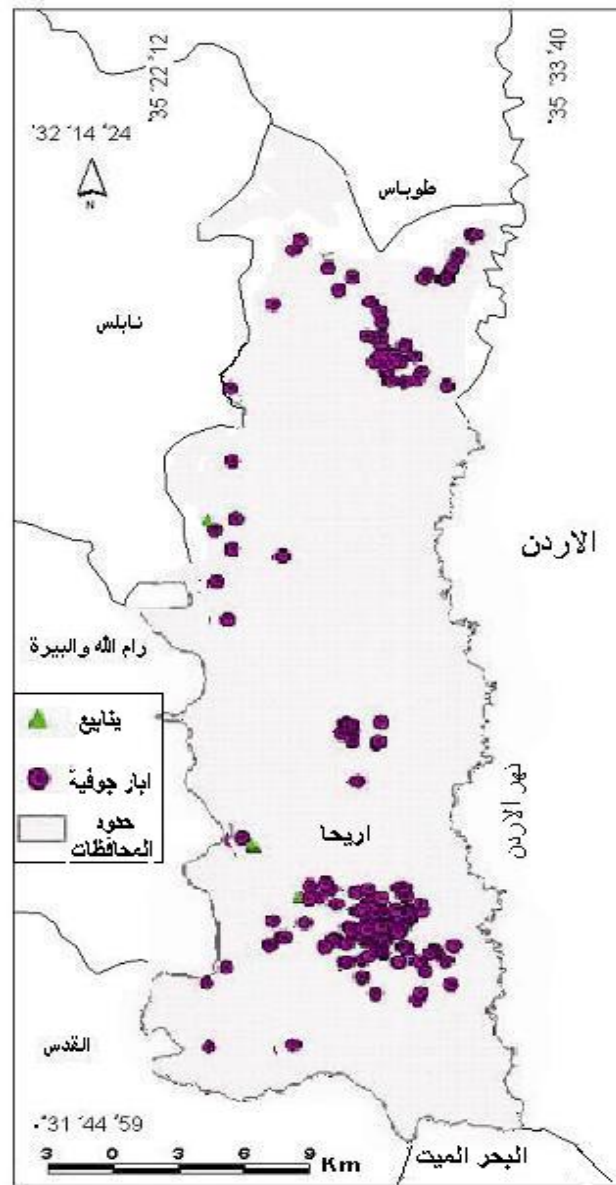 °35 22 12
°35 33 40
°32 14 24
N
طوباس
نابلس
الاردن
رام الله والبيرة
ينابيع
ابار جوفية
حدود
المحافظات
نهر الاردن
اريحا
القدس
°31 44 59
البحر الميت
3 0 3 6 9 Km